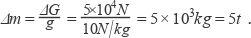 Δm = ΔG/g = 5×10⁴N/10N/kg = 5 × 10³kg = 5t .